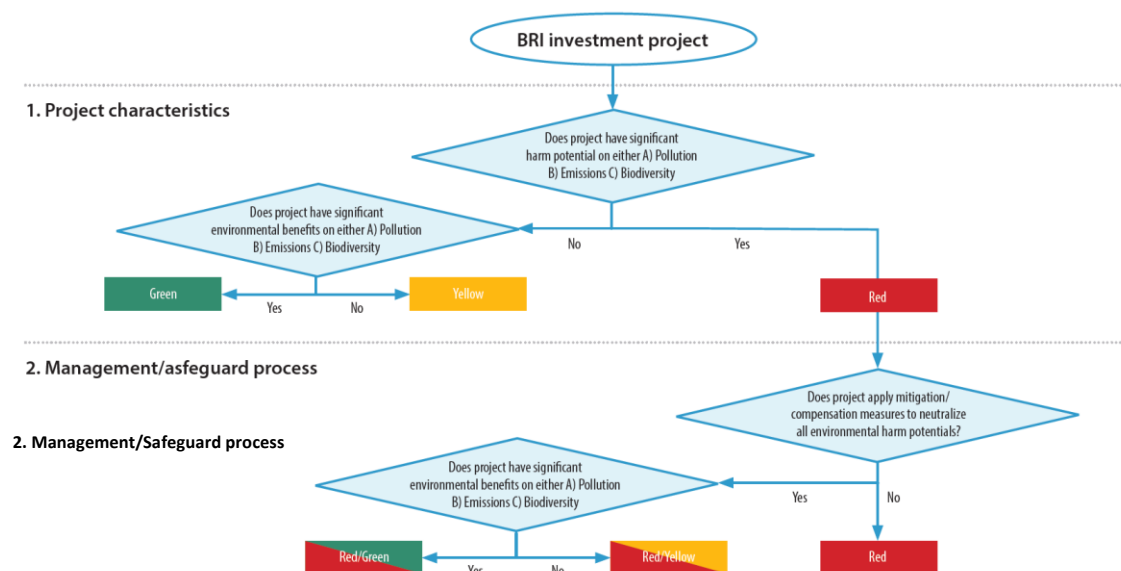 BRI investment project
1. Project characteristics
Does project have significant
harm potential on either A) Pollution
B) Emissions C) Biodiversity
Does project have significant
environmental benefits on either A) Pollution
B) Emissions C) Biodiversity
No
Yes
Green
Yellow
Red
Yes
No
2. Management/asfeguard process
Does project apply mitigation/
compensation measures to neutralize
all environmental harm potentials?
2. Management/Safeguard process
Does project have significant
environmental benefits on either A) Pollution
B) Emissions C) Biodiversity
Yes
No
Red/Green
Red/Yellow
Red
Yes
No